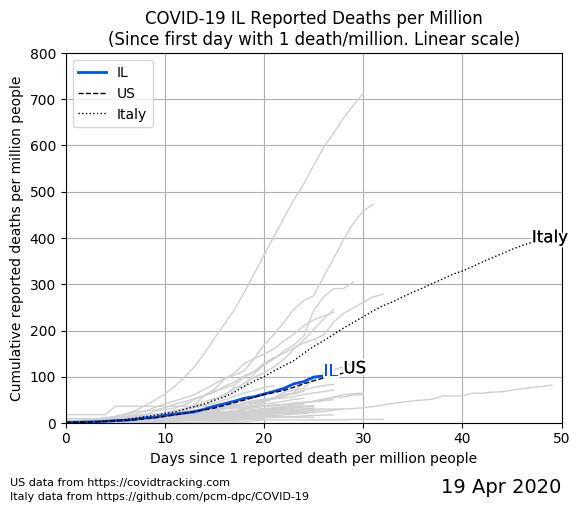 COVID-19 IL Reported Deaths per Million
(Since first day with 1 death/million. Linear scale)
Cumulative reported deaths per million people
800
700
600
500
400
300
200
100
0
IL
US
Italy
Italy
IL
US
0
10
20
30
40
50
Days since 1 reported death per million people
US data from https://covidtracking.com
Italy data from https://github.com/pcm-dpc/COVID-19
19 Apr 2020